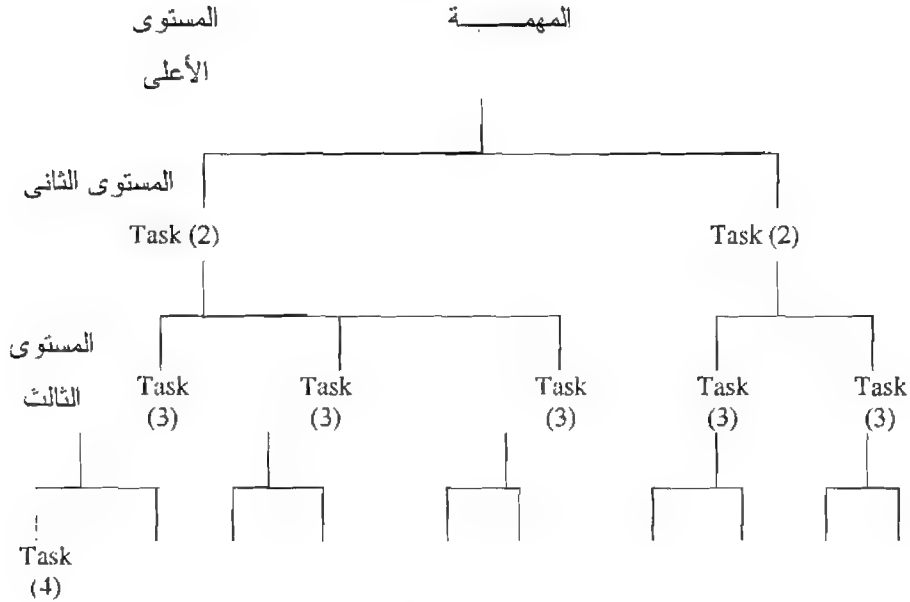 المهمـــــة
المستوى
الأعلى
المستوى الثانى
Task (2)
Task (2)
المستوى
الثالث
Task
(3)
Task
(3)
Task
(3)
Task
(3)
Task
(3)
Task
(4)